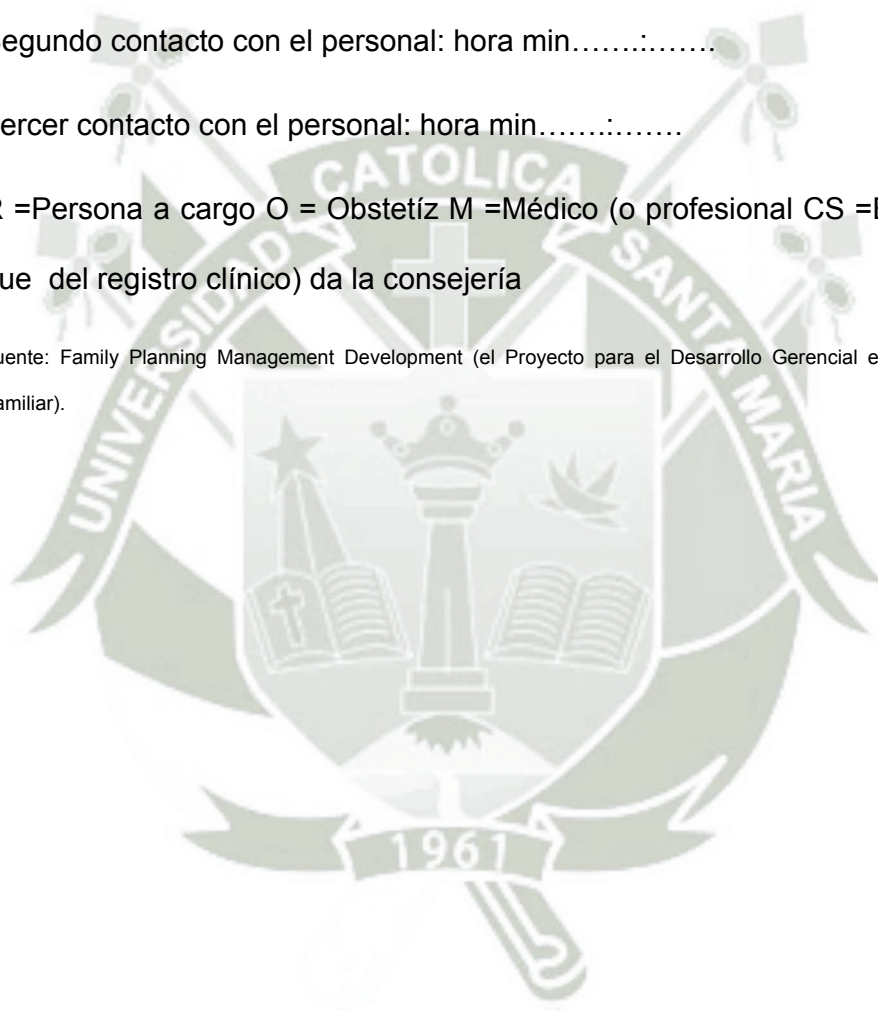 egundo contacto con el personal: hora min…….:…….
ercer contacto con el personal: hora min…….:…….
=Persona a cargo O = Obstetíz M =Médico (o profesional CS =E
ue del registro clínico) da la consejería
uente: Family Planning Management Development (el Proyecto para el Desarrollo Gerencial e
amiliar).
UNIVERSIDAD CATOLICA SANTA MARIA
1961